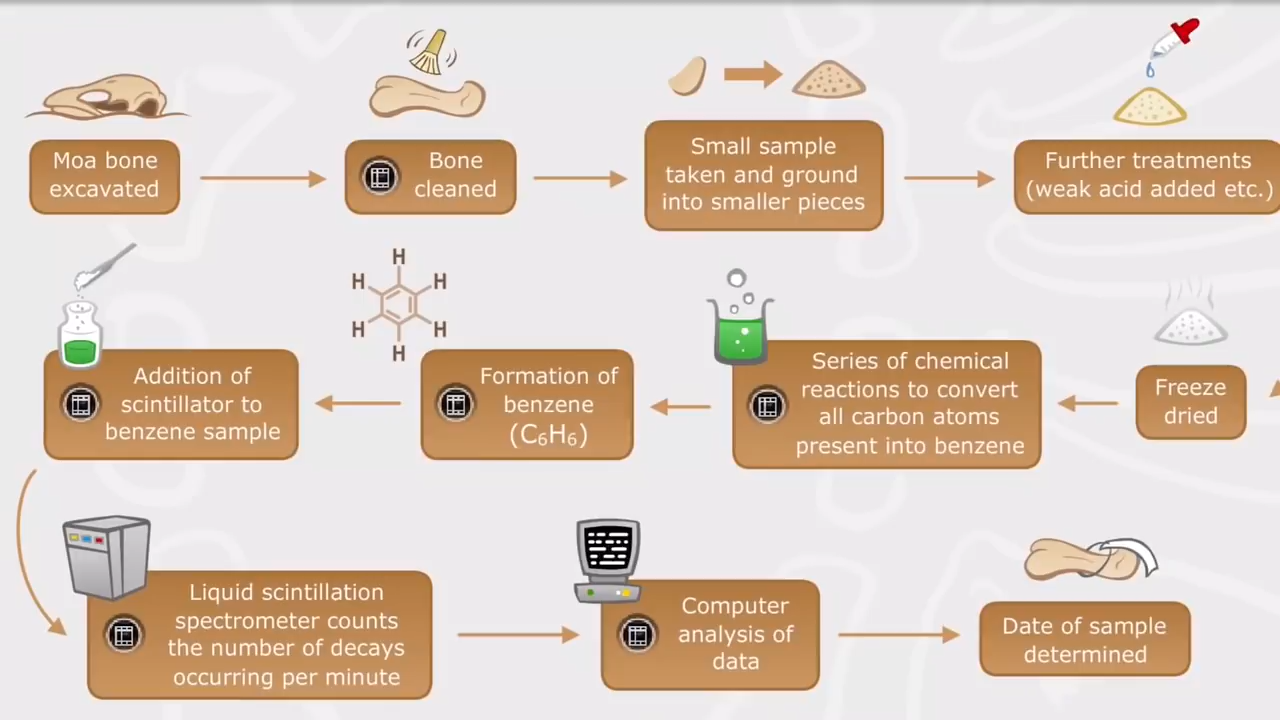 Moa bone
excavated
Bone
cleaned
Small sample
taken and ground
into smaller pieces
Further treatments
(weak acid added etc.)
Freeze
dried
Series of chemical
reactions to convert
all carbon atoms
present into benzene
H
H
H
H
H
H
Formation of
benzene
(C₆H₆)
Addition of
scintillator to
benzene sample
Liquid scintillation
spectrometer counts
the number of decays
occurring per minute
Computer
analysis of
data
Date of sample
determined